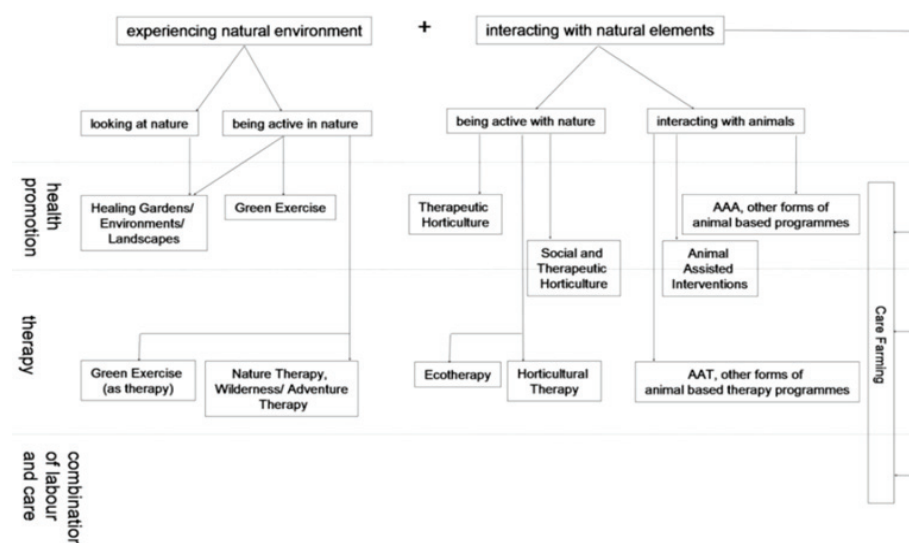 experiencing natural environment
+
interacting with natural elements
looking at nature
being active in nature
being active with nature
interacting with animals
health
promotion
Healing Gardens/
Environments/
Landscapes
Green Exercise
Therapeutic
Horticulture
Social and
Therapeutic
Horticulture
Animal
Assisted
Interventions
AAA, other forms of
animal based programmes
Care Farming
therapy
Green Exercise
(as therapy)
Nature Therapy,
Wilderness/ Adventure
Therapy
Ecotherapy
Horticultural
Therapy
AAT, other forms of
animal based therapy programmes
combination
of labour
and care